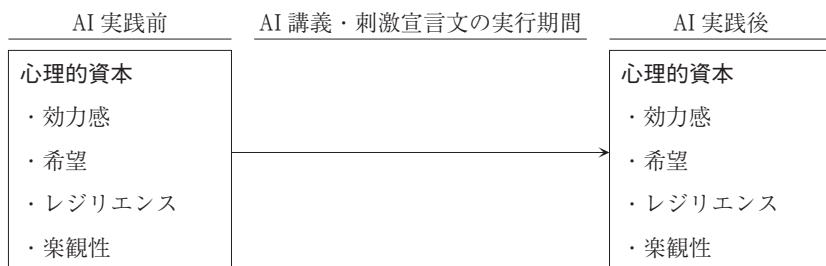 AI 実践前
AI 講義・刺激宣言文の実行期間
AI 実践後
心理的資本
・効力感
・希望
・レジリエンス
・楽観性
心理的資本
・効力感
・希望
・レジリエンス
・楽観性